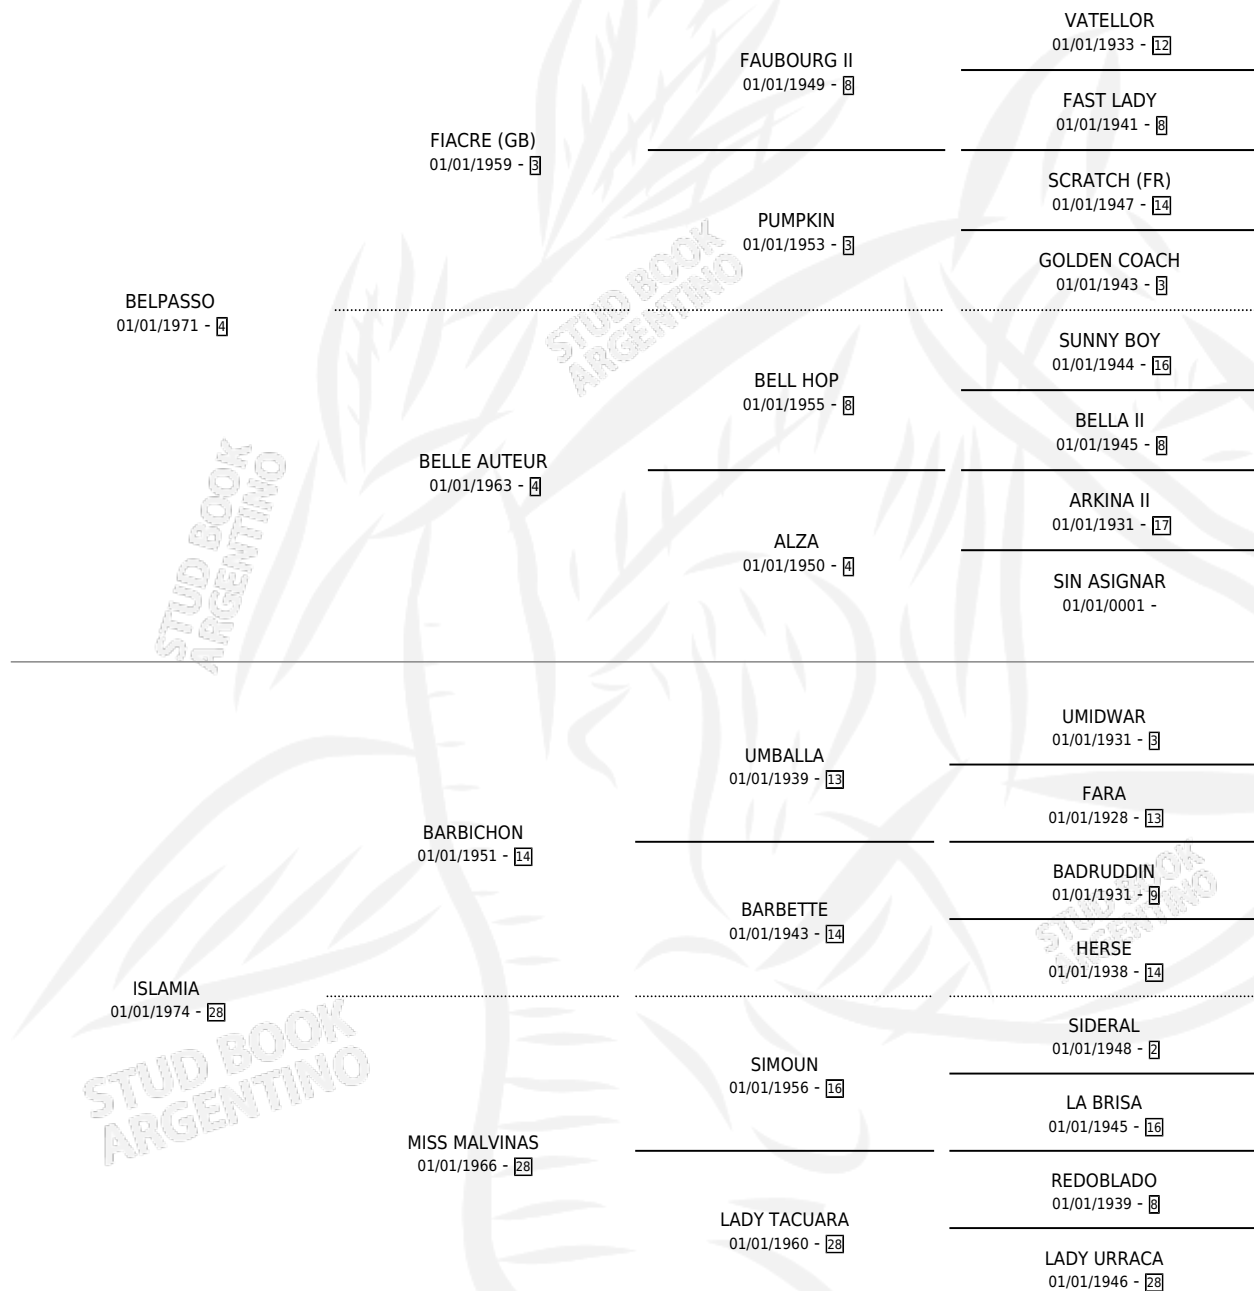 VATELLOR
01/01/1933 - 12
FAUBOURG II
01/01/1949 - 8
FAST LADY
01/01/1941 - 8
FIACRE (GB)
01/01/1959 - 3
SCRATCH (FR)
01/01/1947 - 14
PUMPKIN
01/01/1953 - 3
GOLDEN COACH
01/01/1943 - 3
BELPASSO
01/01/1971 - 4
SUNNY BOY
01/01/1944 - 16
BELL HOP
01/01/1955 - 8
BELLA II
01/01/1945 - 8
BELLE AUTEUR
01/01/1963 - 4
ARKINA II
01/01/1931 - 17
ALZA
01/01/1950 - 4
SIN ASIGNAR
01/01/0001 -
UMIDWAR
01/01/1931 - 3
UMBALLA
01/01/1939 - 13
FARA
01/01/1928 - 13
BARBICHON
01/01/1951 - 14
BADRUDDIN
01/01/1931 - 9
BARBETTE
01/01/1943 - 14
HERSE
01/01/1938 - 14
ISLAMIA
01/01/1974 - 28
SIDERAL
01/01/1948 - 2
SIMOUN
01/01/1956 - 16
LA BRISA
01/01/1945 - 16
MISS MALVINAS
01/01/1966 - 28
REDOBLADO
01/01/1939 - 8
LADY TACUARA
01/01/1960 - 28
LADY URRACA
01/01/1946 - 28
STUD BOOK
ARGENTINO
STUD BOOK
ARGENTINO
STUD BOOK
ARGENTINO
STUD BOOK
ARGENTINO